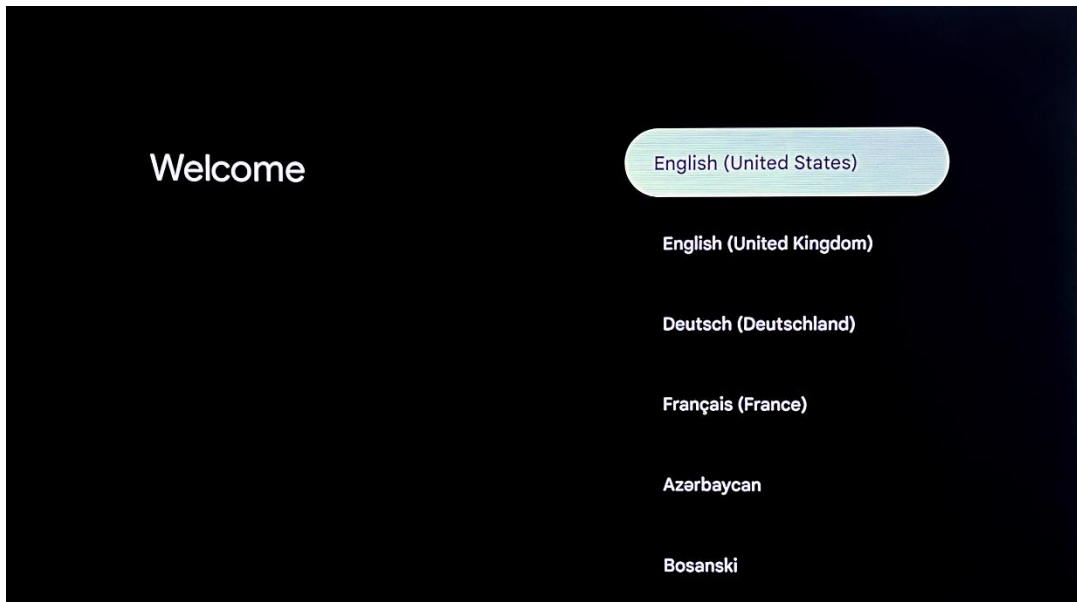 Welcome
English (United States)
English (United Kingdom)
Deutsch (Deutschland)
Français (France)
Azərbaycan
Bosanski